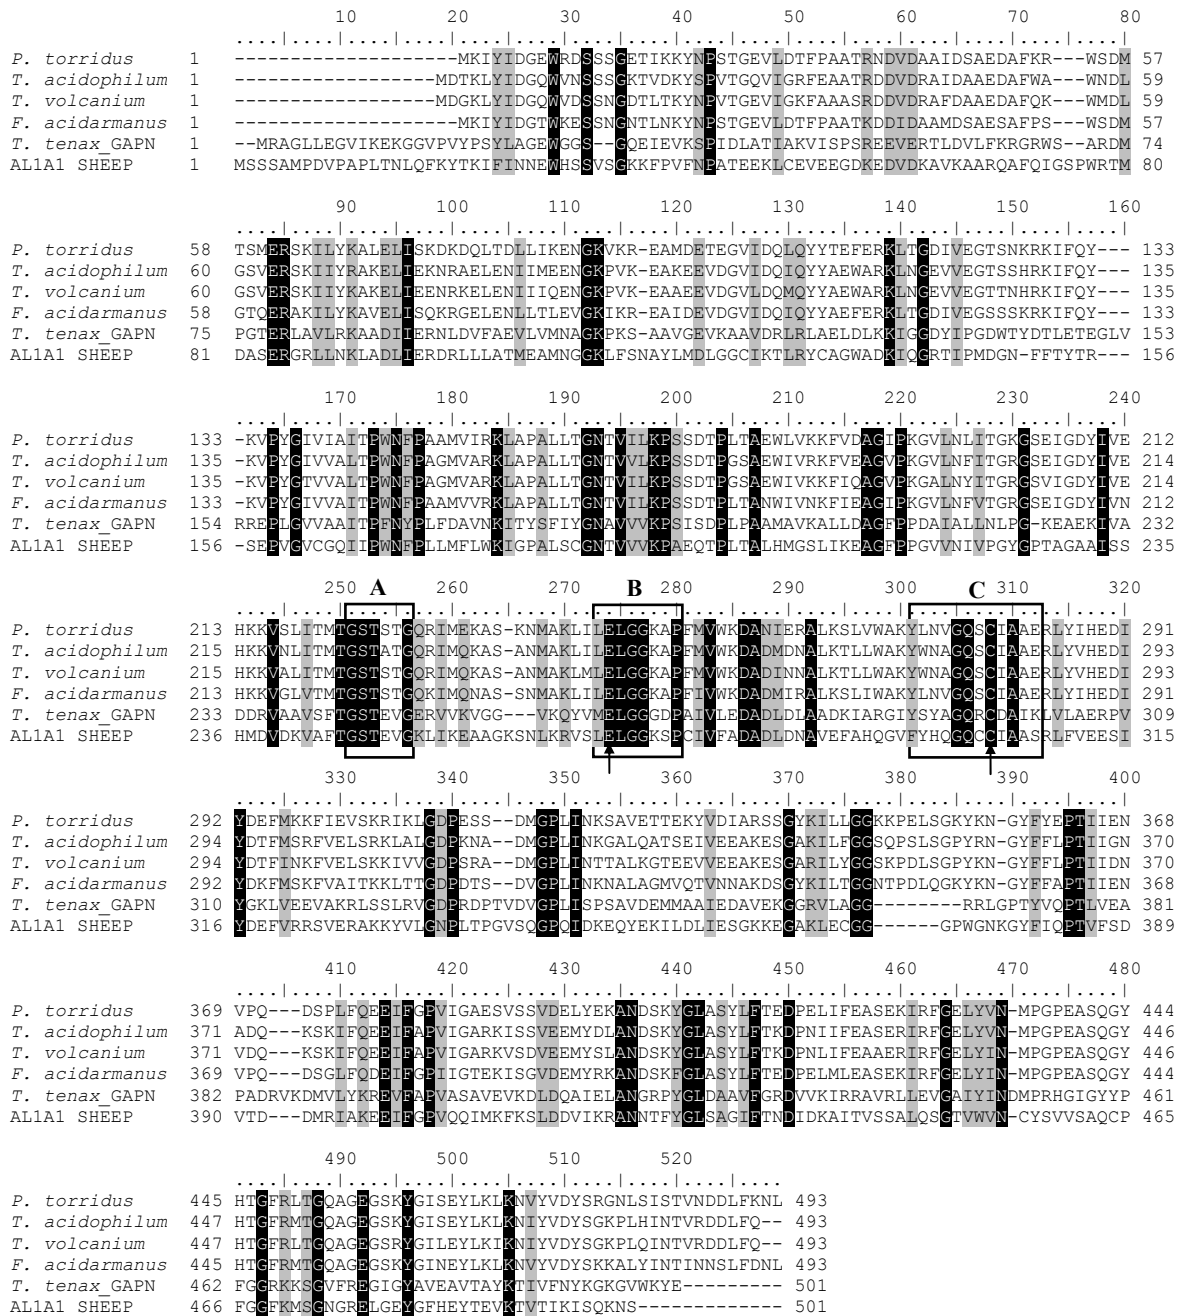 10 20 30 40 50 60 70 80
P. torridus 1 --------------------MKIYIDGEWRDSSSGETIKKYNPSTGEVLDTFPAATRNDVDAAIDSAEDAFKR---WSDM 57
T. acidophilum 1 ------------------MDTKLYIDGQWVNSSSGKTVDKYSPVTGQVIGRFEAATRDDVDRAIDAAEDAFWA---WNDL 59
T. volcanium 1 ------------------MDGKLYIDGQWVDSSNGDTLTKYNPVTGEVIGKFAAASRDDVDRAFDAAEDAFQK---WMDL 59
F. acidarmanus 1 --------------------MKIYIDGTWKESSNGNTLNKYNPSTGEVLDTFPAATKDDIDAAMDSAESAFPS---WSDM 57
T. tenax_GAPN 1 --MRAGLLEGVIKEKGGVPVYPSYLAGEWGGS--GQEIEVKSPIDLATIAKVISPSREEVERTLDVLFKRGRWS--ARDM 74
AL1A1 SHEEP 1 MSSSAMPDVPAPLTNLQFKYTKIFINNEWHSSVSGKKFPVFNPATEEKLCEVEEGDKEDVDKAVKAARQAFQIGSPWRTM 80
90 100 110 120 130 140 150 160
P. torridus 58 TSMERSKILYKALELISKDKDQLTDLLIKENGKVKR-EAMDETEGVIDQLQYYTEFERKLTGDIVEGTSNKRKIFQY--- 133
T. acidophilum 60 GSVERSKIIYRAKELIEKNRAELENIIMEENGKPVK-EAKEEVDGVIDQIQYYAEWARKLNGEVVEGTSSHRKIFQY--- 135
T. volcanium 60 GSVERSKIIYKAKELIEENRKELENIIIQENGKPVK-EAAEEVDGVLDQMQYYAEWARKLNGEVVEGTTNHRKIFQY--- 135
F. acidarmanus 58 GTQERAKILYKAVELISQKRGELENLLTLEVGKIKR-EAIDEVDGVIDQIQYYAEFERKLTGDIVEGSSSKRKIFQY--- 133
T. tenax_GAPN 75 PGTERLAVLRKAADIIERNLDVFAEVLVMNAGKPKS-AAVGEVKAAVDRLRLAELDLKKIGGDYIPGDWTYDTLETEGLV 153
AL1A1 SHEEP 81 DASERGRLLNKLADLIERDRLLLATMEAMNGGKLFSNAYLMDLGGCIKTLRYCAGWADKIQGRTIPMDGN-FFTYTR--- 156
170 180 190 200 210 220 230 240
P. torridus 133 -KVPYGIVIAITPWNFPAAMVIRKLAPALLTGNTVILKPSSDTPLTAEWLVKKFVDAGIPKGVLNLITGKGSEIGDYIVE 212
T. acidophilum 135 -KVPYGIVVALTPWNFPAGMVARKLAPALLTGNTVVLKPSSDTPGSAEWIVRKFVEAGVPKGVLNFITGRGSEIGDYIVE 214
T. volcanium 135 -KVPYGTVVALTPWNFPAGMVARKLAPALLTGNTVILKPSSDTPGSAEWIVKKFIQAGVPKGALNYITGRGSVIGDYIVE 214
F. acidarmanus 133 -KVPYGIVVAITPWNFPAAMVVRKLAPALLTGNTVILKPSSDTPLTANWIVNKFIEAGIPKGVLNFVTGRGSEIGDYIVN 212
T. tenax_GAPN 154 RREPLGVVAAITPFNYPLFDAVNKITYSFIYGNAVVVKPSISDPLPAAMAVKALLDAGFPPDAIALLNLPG-KEAEKIVA 232
AL1A1 SHEEP 156 -SEPVGVCGQIIPWNFPLLMFLWKIGPALSCGNTVVVKPAEQTPLTALHMGSLIKEAGFPPGVVNIVPGYGPTAGAAISS 235
250 A 260 270 B 280 290 300 C 310 320
P. torridus 213 HKKVSLITMTGSTSTGQRIMEKAS-KNMAKLILELGGKAPFMVWKDANIERALKSLVWAKYLNVGQSCIAAERLYIHEDI 291
T. acidophilum 215 HKKVNLITMTGSTATGQRIMQKAS-ANMAKLILELGGKAPFMVWKDADMDNALKTLLWAKYWNAGQSCIAAERLYVHEDI 293
T. volcanium 215 HKKVALITMTGSTSTGQRIMQKAS-ANMAKLMLELGGKAPFMVWKDADINNALKTLLWAKYWNAGQSCIAAERLYVHEDI 293
F. acidarmanus 213 HKKVGLVTMTGSTSTGQKIMQNAS-SNMAKLILELGGKAPFIVWKDADMIRALKSLIWAKYLNVGQSCIAAERLYIHEDI 291
T. tenax_GAPN 233 DDRVAAVSFTGSTEVGERVVKVGG---VKQYVMELGGGDPAIVLEDADLDLAADKIARGIYSYAGQRCDAIKLVLAERPV 309
AL1A1 SHEEP 236 HMDVDKVAFTGSTEVGKLIKEAAGKSNLKRVSLELGGKSPCIVFADADLDNAVEFAHQGVFYHQGQCCIAASRLFVEESI 315
330 340 350 360 370 380 390 400
P. torridus 292 YDEFMKKFIEVSKRIKLGDPESS--DMGPLINKSAVETTEKYVDIARSSGYKILLGGKKPELSGKYKN-GYFYEPTIIEN 368
T. acidophilum 294 YDTFMSRFVELSRKLALGDPKNA--DMGPLINKGALQATSEIVEEAKESGAKILFGGSQPSLSGPYRN-GYFFLPTIIGN 370
T. volcanium 294 YDTFINKFVELSKKIVVGDPSRA--DMGPLINTTALKGTEEVVEEAKESGARILYGGSKPDLSGPYRN-GYFFLPTIIDN 370
F. acidarmanus 292 YDKFMSKFVAITKKLTTGDPDTS--DVGPLINKNALAGMVQTVNNAKDSGYKILTGGNTPDLQGKYKN-GYFFAPTIIEN 368
T. tenax_GAPN 310 YGKLVEEVAKRLSSLRVGDPRDPTVDVGPLISPSAVDEMMAAIEDAVEKGGRVLAGG--------RRLGPTYVQPTLVEA 381
AL1A1 SHEEP 316 YDEFVRRSVERAKKYVLGNPLTPGVSQGPQIDKEQYEKILDLIESGKKEGAKLECGG------GPWGNKGYFIQPTVFSD 389
410 420 430 440 450 460 470 480
P. torridus 369 VPQ---DSPLFQEEIFGPVIGAESVSSVDELYEKANDSKYGLASYLFTEDPELIFEASEKIRFGELYVN-MPGPEASQGY 444
T. acidophilum 371 ADQ---KSKIFQEEIFAPVIGARKISSVEEMYDLANDSKYGLASYLFTKDPNIIFEASERIRFGELYVN-MPGPEASQGY 446
T. volcanium 371 VDQ---KSKIFQEEIFAPVIGARKVSDVEEMYSLANDSKYGLASYLFTKDPNLIFEAAERIRFGELYIN-MPGPEASQGY 446
F. acidarmanus 369 VPQ---DSGLFQDEIFGPIIGTEKISGVDEMYRKANDSKFGLASYLFTEDPELMLEASEKIRFGELYIN-MPGPEASQGY 444
T. tenax_GAPN 382 PADRVKDMVLYKREVFAPVASAVEVKDLDQAIELANGRPYGLDAAVFGRDVVKIRRAVRLLEVGAIYINDMPRHGIGYYP 461
AL1A1 SHEEP 390 VTD---DMRIAKEEIFGPVQQIMKFKSLDDVIKRANNTFYGLSAGIFTNDIDKAITVSSALQSGTVWVN-CYSVVSAQCP 465
490 500 510 520
P. torridus 445 HTGFRLTGQAGEGSKYGISEYLKLKNVYVDYSRGNLSISTVNDDLFKNL 493
T. acidophilum 447 HTGFRMTGQAGEGSKYGISEYLKLKNIYVDYSGKPLHINTVRDDLFQ-- 493
T. volcanium 447 HTGFRLTGQAGEGSRYGILEYLKIKNIYVDYSGKPLQINTVRDDLFQ-- 493
F. acidarmanus 445 HTGFRMTGQAGEGSKYGINEYLKLKNIYVDYSKKALYINTINNSLFDNL 493
T. tenax_GAPN 462 FGGRKKSGVFREGIGYAVEAVTAYKTIVFNYKGKGVWKYE--------- 501
AL1A1 SHEEP 466 FGGFKMSGNGRELGEYGFHEYTEVKTVTIKISQKNS------------- 501